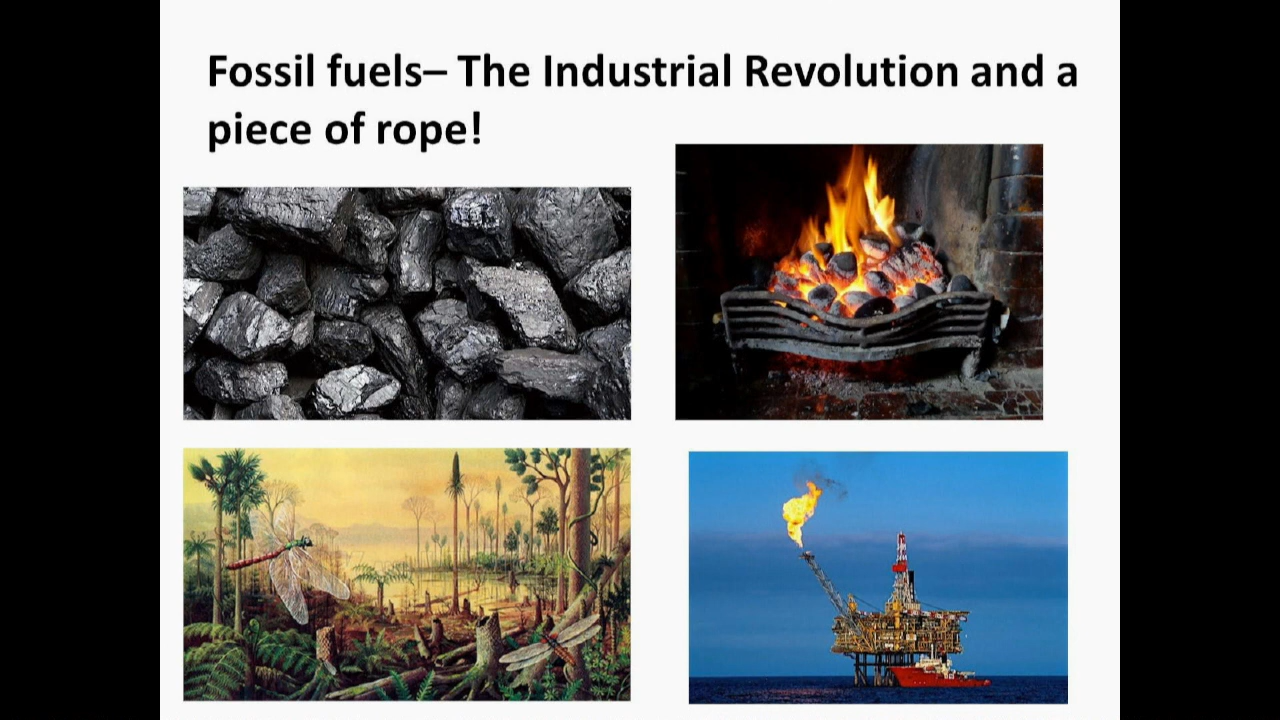 Fossil fuels– The Industrial Revolution and a
piece of rope!